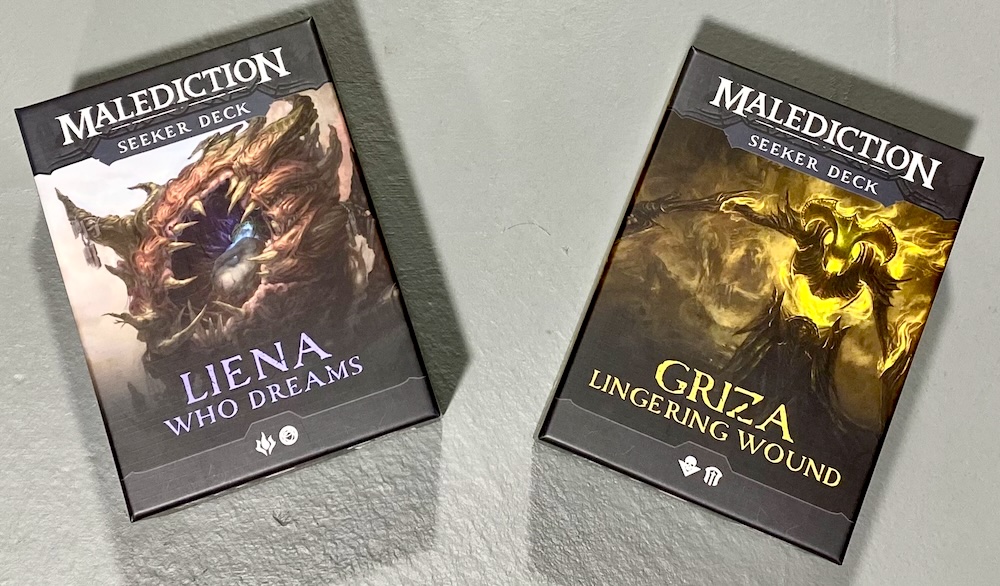 MALEDICTION
SEEKER DECK
LIENA
WHO DREAMS
MALEDICTION
SEEKER DECK
GRIZA
LINGERING WOUND